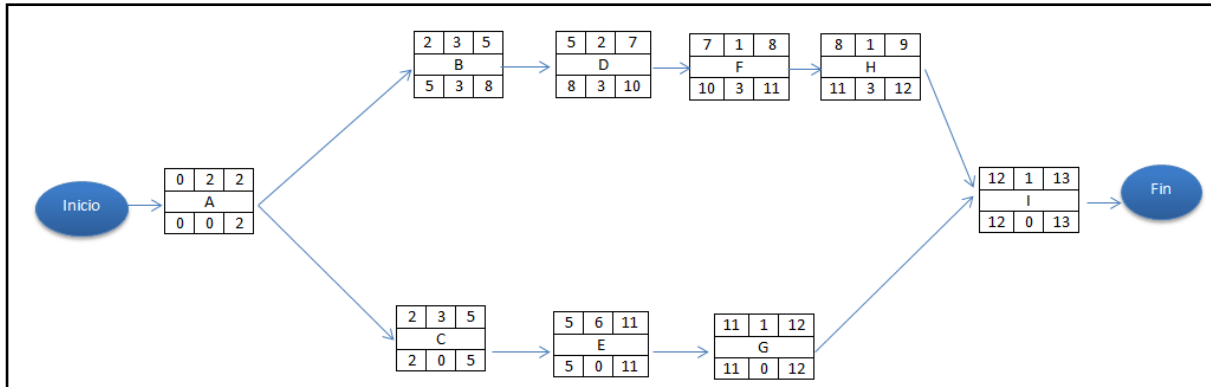 2 3 5
B
5 3 8
5 2 7
D
8 3 10
7 1 8
F
10 3 11
8 1 9
H
11 3 12
Inicio
0 2 2
A
0 0 2
12 1 13
I
12 0 13
Fin
2 3 5
C
2 0 5
5 6 11
E
5 0 11
11 1 12
G
11 0 12